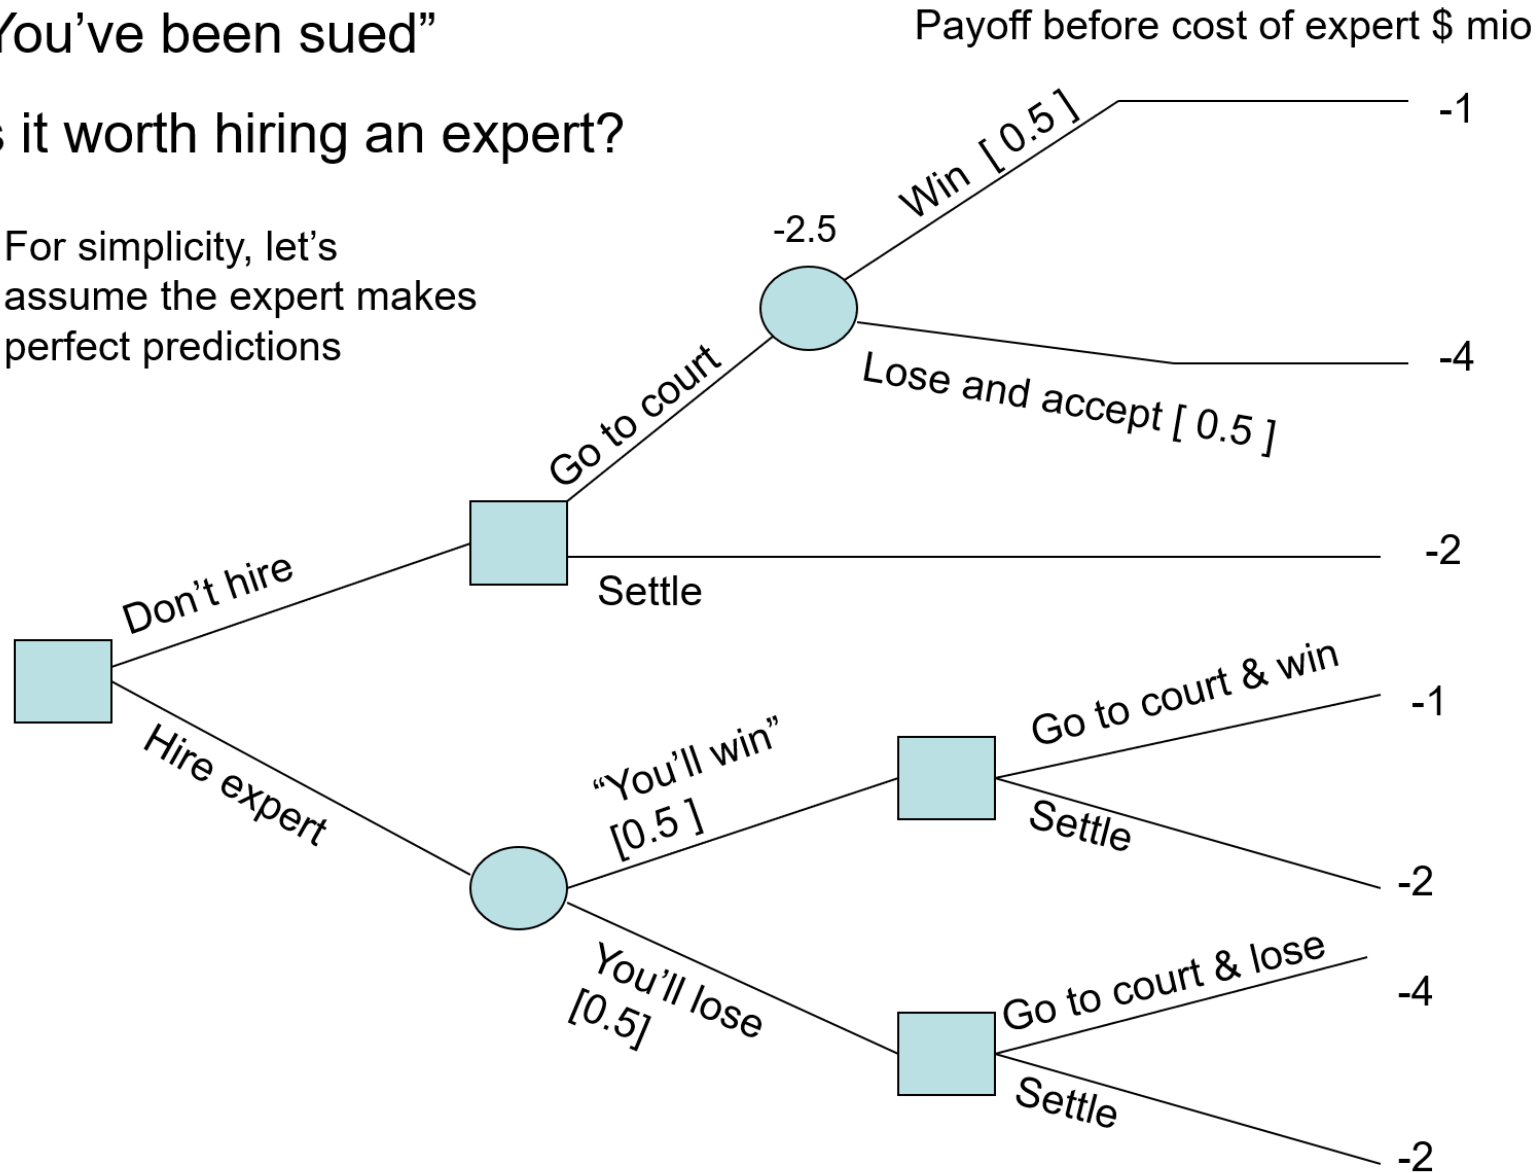 You’ve been sued”
Payoff before cost of expert $ mio
s it worth hiring an expert?
For simplicity, let’s
assume the expert makes
perfect predictions
Win [ 0.5 ]
-1
-2.5
Lose and accept [ 0.5 ]
-4
Go to court
Settle
-2
Don’t hire
Hire expert
“You’ll win”
[0.5 ]
Go to court & win
-1
Settle
-2
You’ll lose
[0.5]
Go to court & lose
-4
Settle
-2